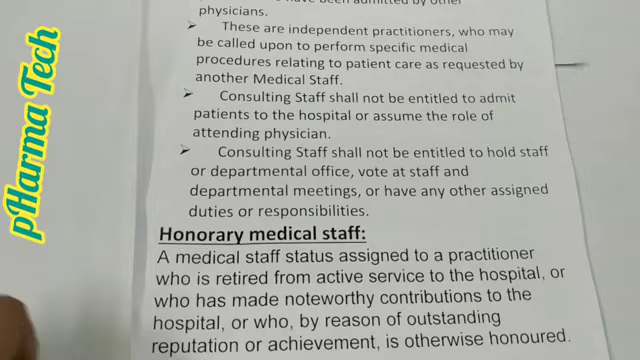 have been admitted by other
physicians.
➢ These are independent practitioners, who may
be called upon to perform specific medical
procedures relating to patient care as requested by
another Medical Staff.
➢ Consulting Staff shall not be entitled to admit
patients to the hospital or assume the role of
attending physician.
➢ Consulting Staff shall not be entitled to hold staff
or departmental office, vote at staff and
departmental meetings, or have any other assigned
duties or responsibilities.
Honorary medical staff:
A medical staff status assigned to a practitioner
who is retired from active service to the hospital, or
who has made noteworthy contributions to the
hospital, or who, by reason of outstanding
reputation or achievement, is otherwise honoured.
pHarma Tech